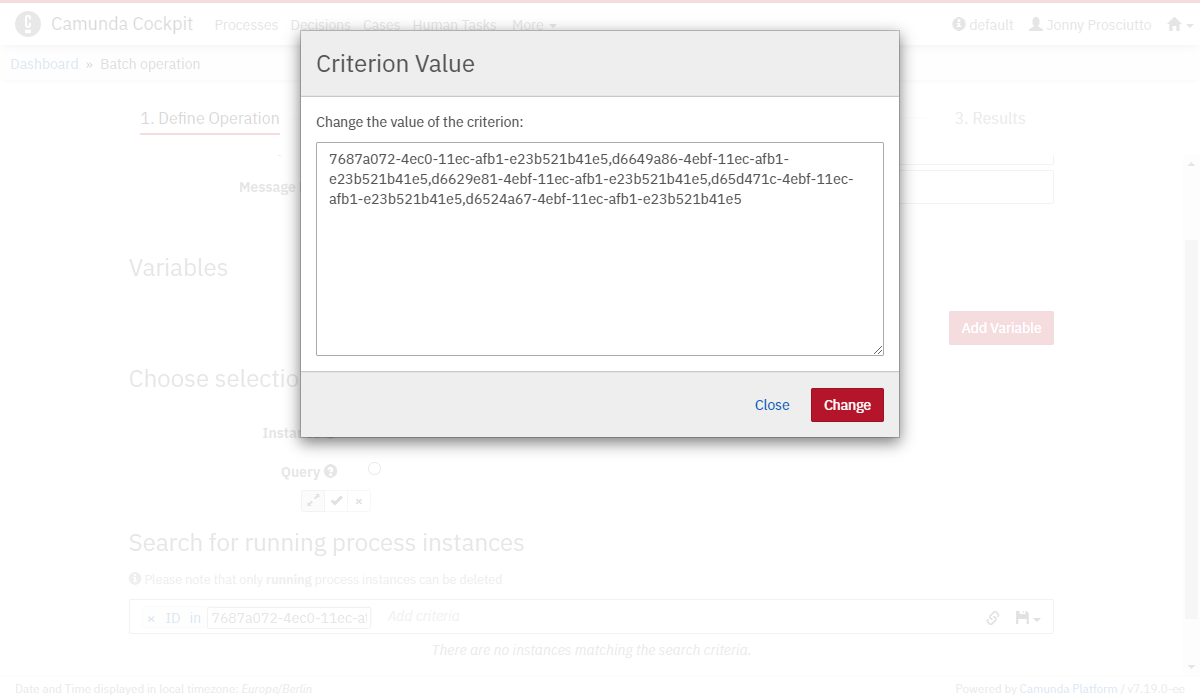 Camunda Cockpit Processes Decisions Cases Human Tasks More default Jonny Prosciutto
Dashboard » Batch operation
Criterion Value
1. Define Operation
3. Results
Change the value of the criterion:
7687a072-4ec0-11ec-afb1-e23b521b41e5,d6649a86-4ebf-11ec-afb1-
e23b521b41e5,d6629e81-4ebf-11ec-afb1-e23b521b41e5,d65d471c-4ebf-11ec-
afb1-e23b521b41e5,d6524a67-4ebf-11ec-afb1-e23b521b41e5
Message
Variables
Add Variable
Choose selectio
Close Change
Query
Search for running process instances
Please note that only running process instances can be deleted
× ID in 7687a072-4ec0-11ec-a Add criteria
There are no instances matching the search criteria.
Date and Time displayed in local timezone: Europe/Berlin
Powered by Camunda Platform / v7.19.0-ee